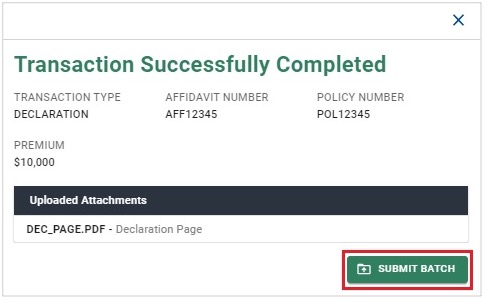 Transaction Successfully Completed
TRANSACTION TYPE AFFIDAVIT NUMBER POLICY NUMBER
DECLARATION AFF12345 POL12345
PREMIUM
$10,000
Uploaded Attachments
DEC_PAGE.PDF - Declaration Page
SUBMIT BATCH